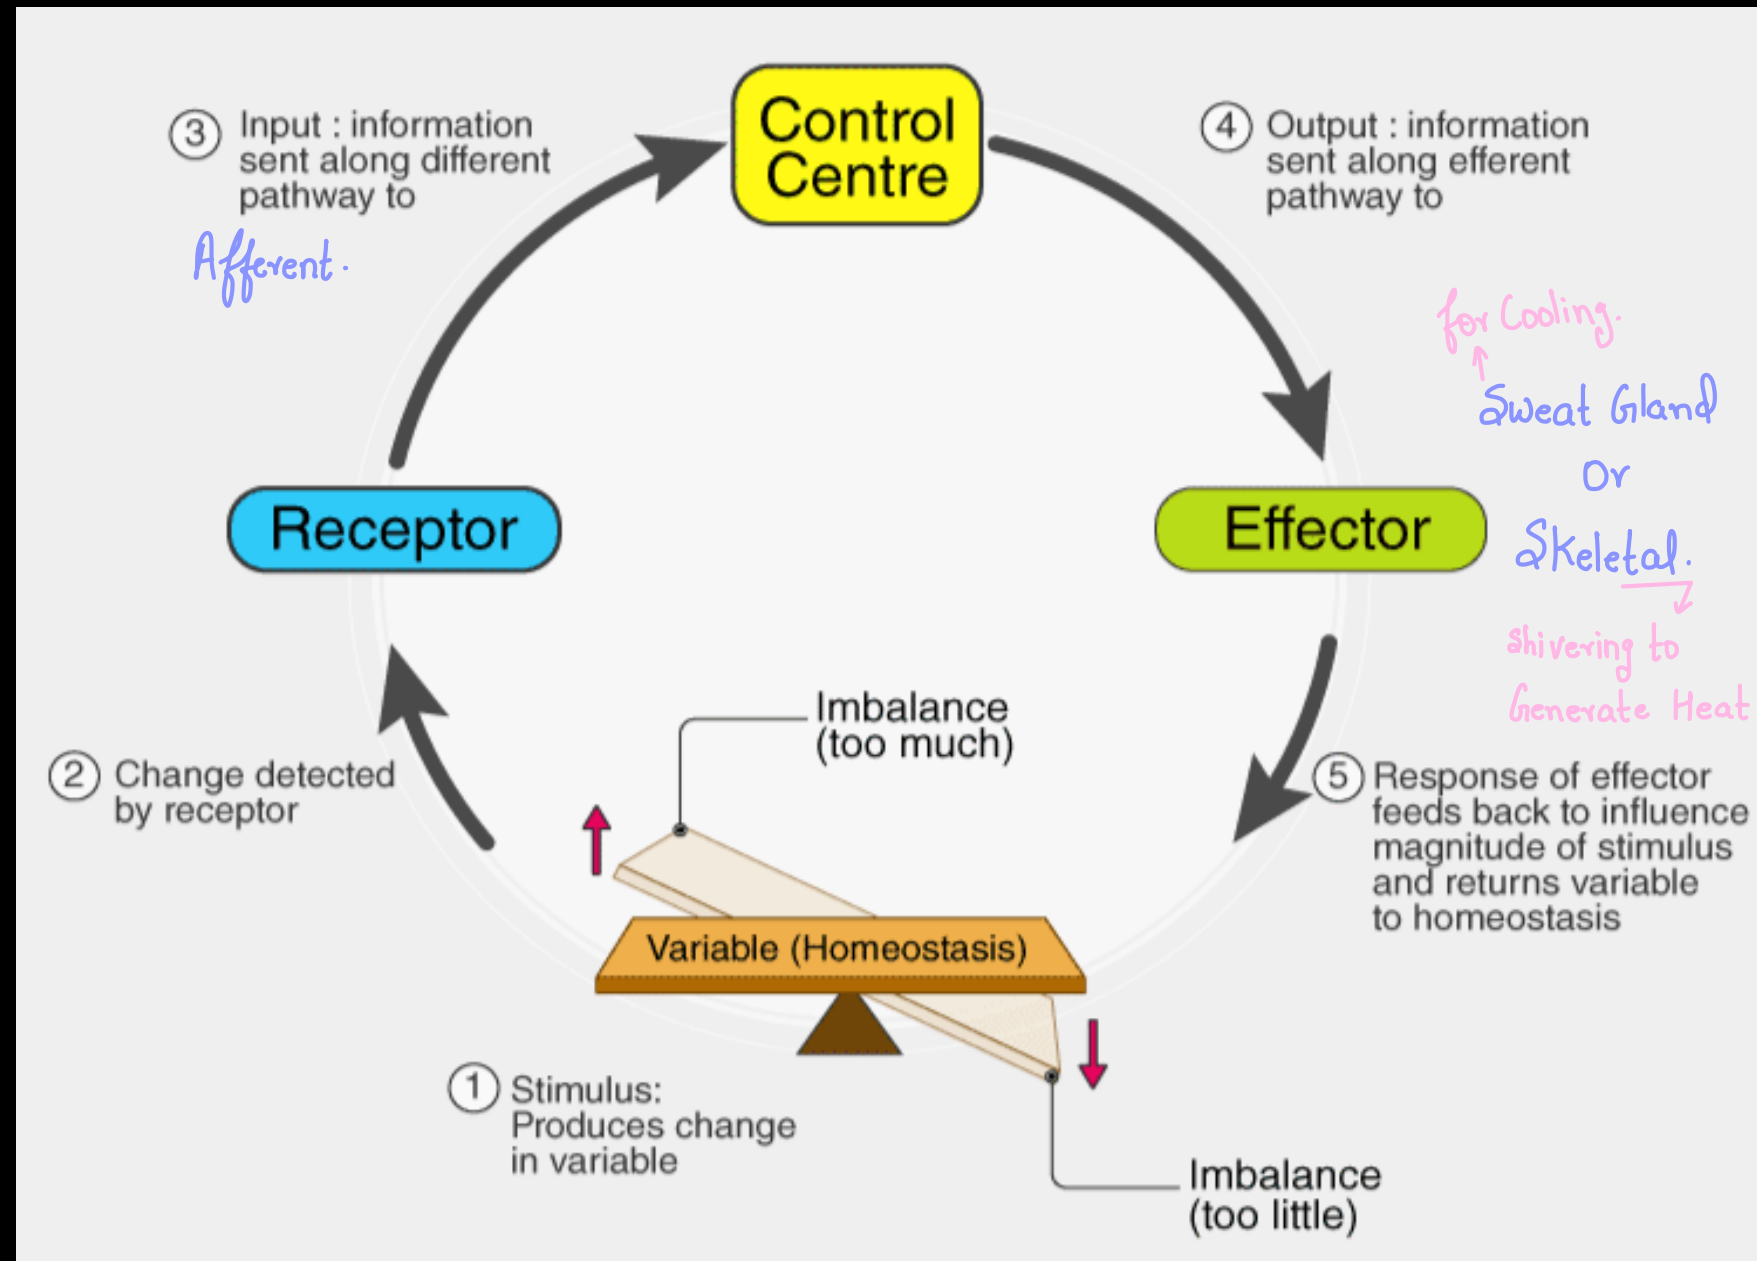 Control
Centre
3
Input : information
sent along different
pathway to
Afferent.
4
Output : information
sent along efferent
pathway to
for Cooling.
Sweat Gland
Or
Skeletal.
shivering to
Generate Heat
Receptor
Effector
2
Change detected
by receptor
Imbalance
(too much)
5
Response of effector
feeds back to influence
magnitude of stimulus
and returns variable
to homeostasis
Variable (Homeostasis)
1
Stimulus:
Produces change
in variable
Imbalance
(too little)